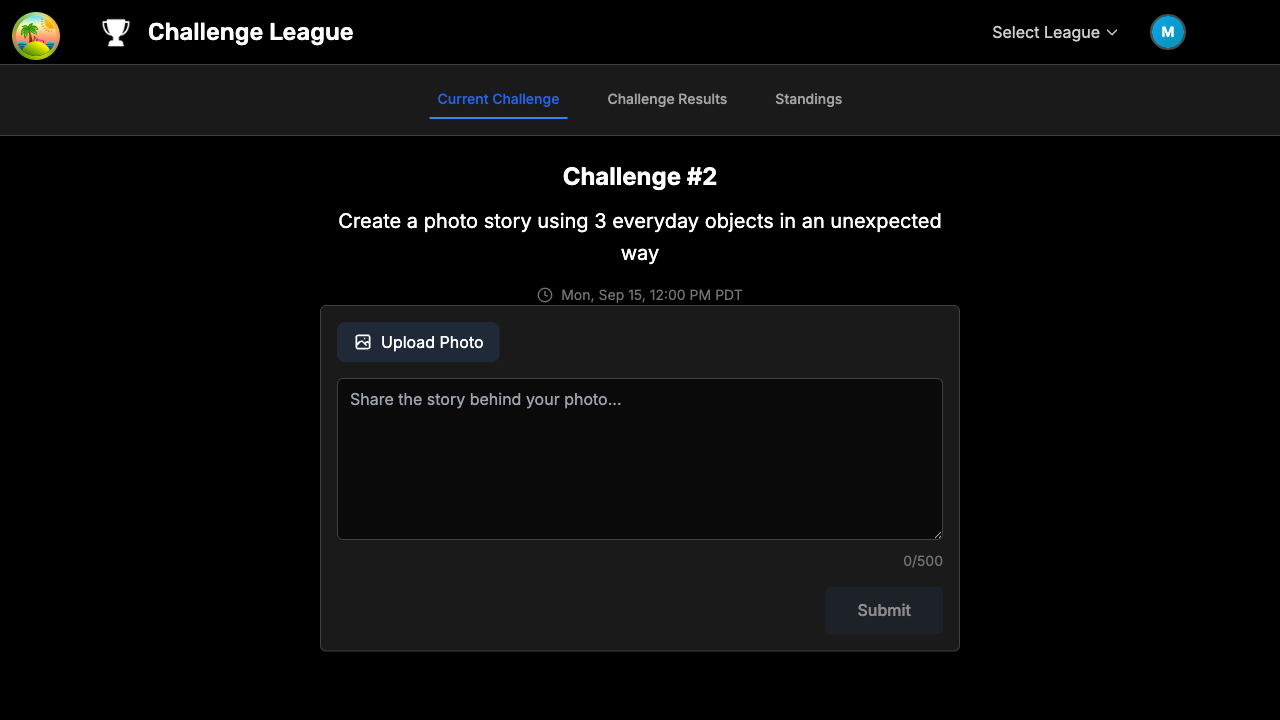 Challenge League
Select League
M
Current Challenge
Challenge Results
Standings
Challenge #2
Create a photo story using 3 everyday objects in an unexpected
way
Mon, Sep 15, 12:00 PM PDT
Upload Photo
Share the story behind your photo...
0/500
Submit